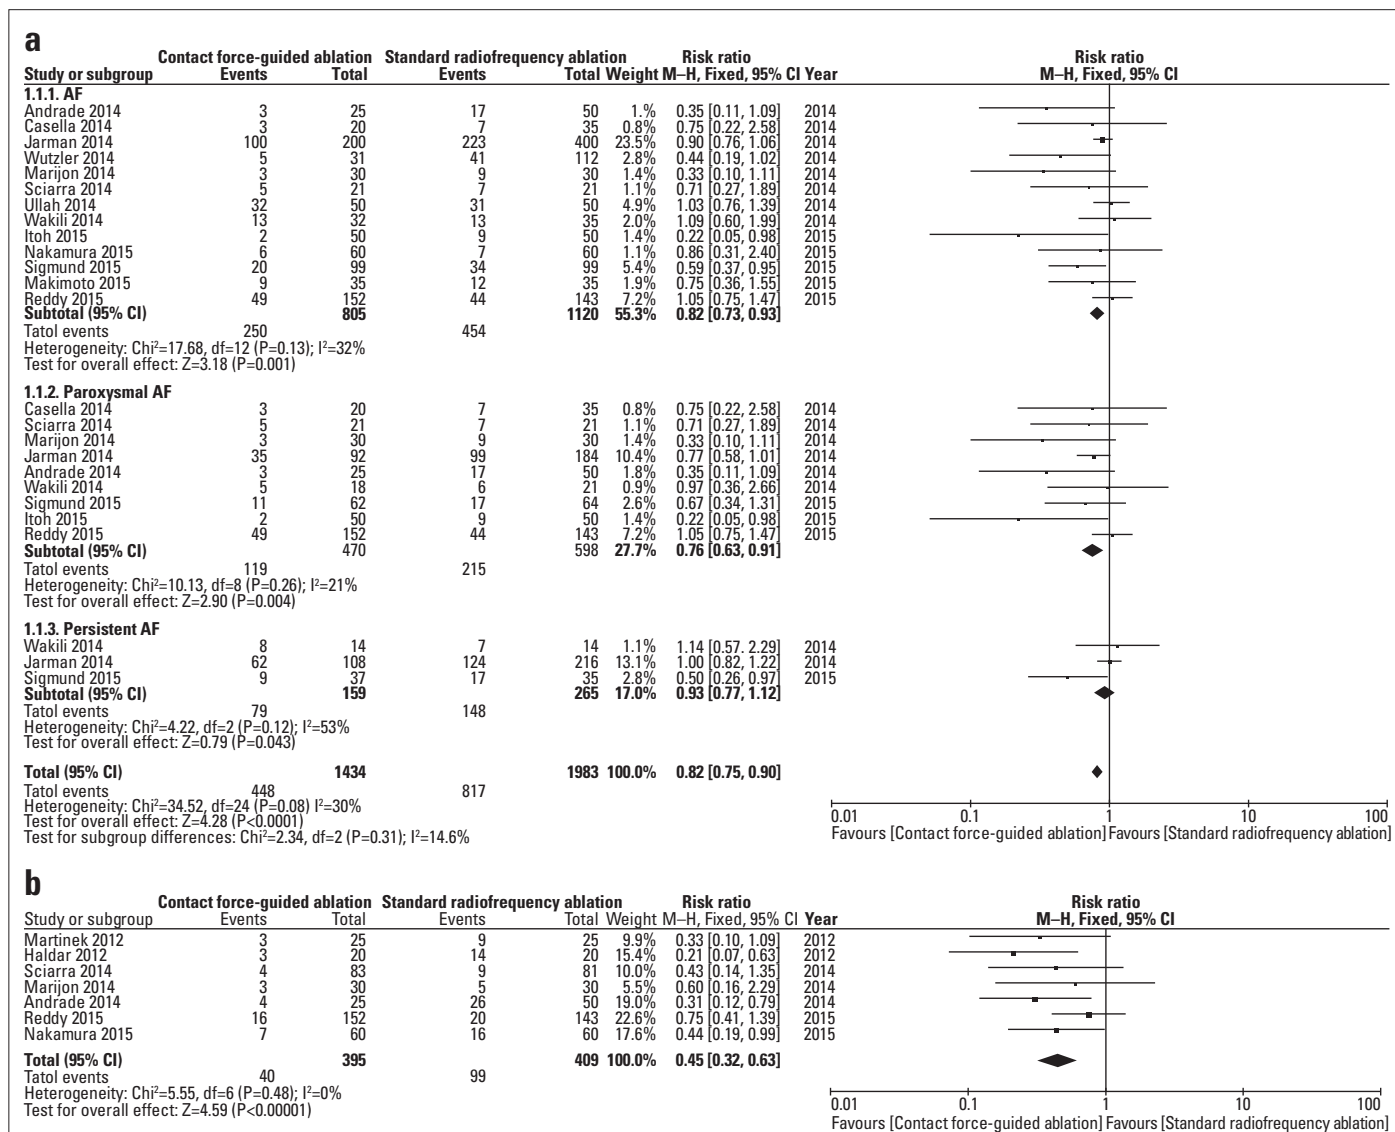 a
Contact force-guided ablation Standard radiofrequency ablation Risk ratio Risk ratio
Study or subgroup Events Total Events Total Weight M–H, Fixed, 95% CI Year M–H, Fixed, 95% CI
1.1.1. AF
Andrade 2014 3 25 17 50 1.% 0.35 [0.11, 1.09] 2014
Casella 2014 3 20 7 35 0.8% 0.75 [0.22, 2.58] 2014
Jarman 2014 100 200 223 400 23.5% 0.90 [0.76, 1.06] 2014
Wutzler 2014 5 31 41 112 2.8% 0.44 [0.19, 1.02] 2014
Marijon 2014 3 30 9 30 1.4% 0.33 [0.10, 1.11] 2014
Sciarra 2014 5 21 7 21 1.1% 0.71 [0.27, 1.89] 2014
Ullah 2014 32 50 31 50 4.9% 1.03 [0.76, 1.39] 2014
Wakili 2014 13 32 13 35 2.0% 1.09 [0.60, 1.99] 2014
Itoh 2015 2 50 9 50 1.4% 0.22 [0.05, 0.98] 2015
Nakamura 2015 6 60 7 60 1.1% 0.86 [0.31, 2.40] 2015
Sigmund 2015 20 99 34 99 5.4% 0.59 [0.37, 0.95] 2015
Makimoto 2015 9 35 12 35 1.9% 0.75 [0.36, 1.55] 2015
Reddy 2015 49 152 44 143 7.2% 1.05 [0.75, 1.47] 2015
Subtotal (95% CI) 805 1120 55.3% 0.82 [0.73, 0.93]
Tatol events 250 454
Heterogeneity: Chi²=17.68, df=12 (P=0.13); I²=32%
Test for overall effect: Z=3.18 (P=0.001)
1.1.2. Paroxysmal AF
Casella 2014 3 20 7 35 0.8% 0.75 [0.22, 2.58] 2014
Sciarra 2014 5 21 7 21 1.1% 0.71 [0.27, 1.89] 2014
Marijon 2014 3 30 9 30 1.4% 0.33 [0.10, 1.11] 2014
Jarman 2014 35 92 99 184 10.4% 0.77 [0.58, 1.01] 2014
Andrade 2014 3 25 17 50 1.8% 0.35 [0.11, 1.09] 2014
Wakili 2014 5 18 6 21 0.9% 0.97 [0.36, 2.66] 2014
Sigmund 2015 11 62 17 64 2.6% 0.67 [0.34, 1.31] 2015
Itoh 2015 2 50 9 50 1.4% 0.22 [0.05, 0.98] 2015
Reddy 2015 49 152 44 143 7.2% 1.05 [0.75, 1.47] 2015
Subtotal (95% CI) 470 598 27.7% 0.76 [0.63, 0.91]
Tatol events 119 215
Heterogeneity: Chi²=10.13, df=8 (P=0.26); I²=21%
Test for overall effect: Z=2.90 (P=0.004)
1.1.3. Persistent AF
Wakili 2014 8 14 7 14 1.1% 1.14 [0.57. 2.29] 2014
Jarman 2014 62 108 124 216 13.1% 1.00 [0.82, 1.22] 2014
Sigmund 2015 9 37 17 35 2.8% 0.50 [0.26, 0.97] 2015
Subtotal (95% CI) 159 265 17.0% 0.93 [0.77, 1.12]
Tatol events 79 148
Heterogeneity: Chi²=4.22, df=2 (P=0.12); I²=53%
Test for overall effect: Z=0.79 (P=0.043)
Total (95% CI) 1434 1983 100.0% 0.82 [0.75, 0.90]
Tatol events 448 817
Heterogeneity: Chi²=34.52, df=24 (P=0.08) I²=30%
Test for overall effect: Z=4.28 (P<0.0001)
Test for subgroup differences: Chi²=2.34, df=2 (P=0.31); I²=14.6%
0.01 0.1 1 10 100
Favours [Contact force-guided ablation] Favours [Standard radiofrequency ablation]
b
Contact force-guided ablation Standard radiofrequency ablation Risk ratio Risk ratio
Study or subgroup Events Total Events Total Weight M–H, Fixed, 95% CI Year M–H, Fixed, 95% CI
Martinek 2012 3 25 9 25 9.9% 0.33 [0.10, 1.09] 2012
Haldar 2012 3 20 14 20 15.4% 0.21 [0.07, 0.63] 2012
Sciarra 2014 4 83 9 81 10.0% 0.43 [0.14, 1.35] 2014
Marijon 2014 3 30 5 30 5.5% 0.60 [0.16, 2.29] 2014
Andrade 2014 4 25 26 50 19.0% 0.31 [0.12, 0.79] 2014
Reddy 2015 16 152 20 143 22.6% 0.75 [0.41, 1.39] 2015
Nakamura 2015 7 60 16 60 17.6% 0.44 [0.19, 0.99] 2015
Total (95% CI) 395 409 100.0% 0.45 [0.32, 0.63]
Tatol events 40 99
Heterogeneity: Chi²=5.55, df=6 (P=0.48); I²=0%
Test for overall effect: Z=4.59 (P<0.00001)
0.01 0.1 1 10 100
Favours [Contact force-guided ablation] Favours [Standard radiofrequency ablation]